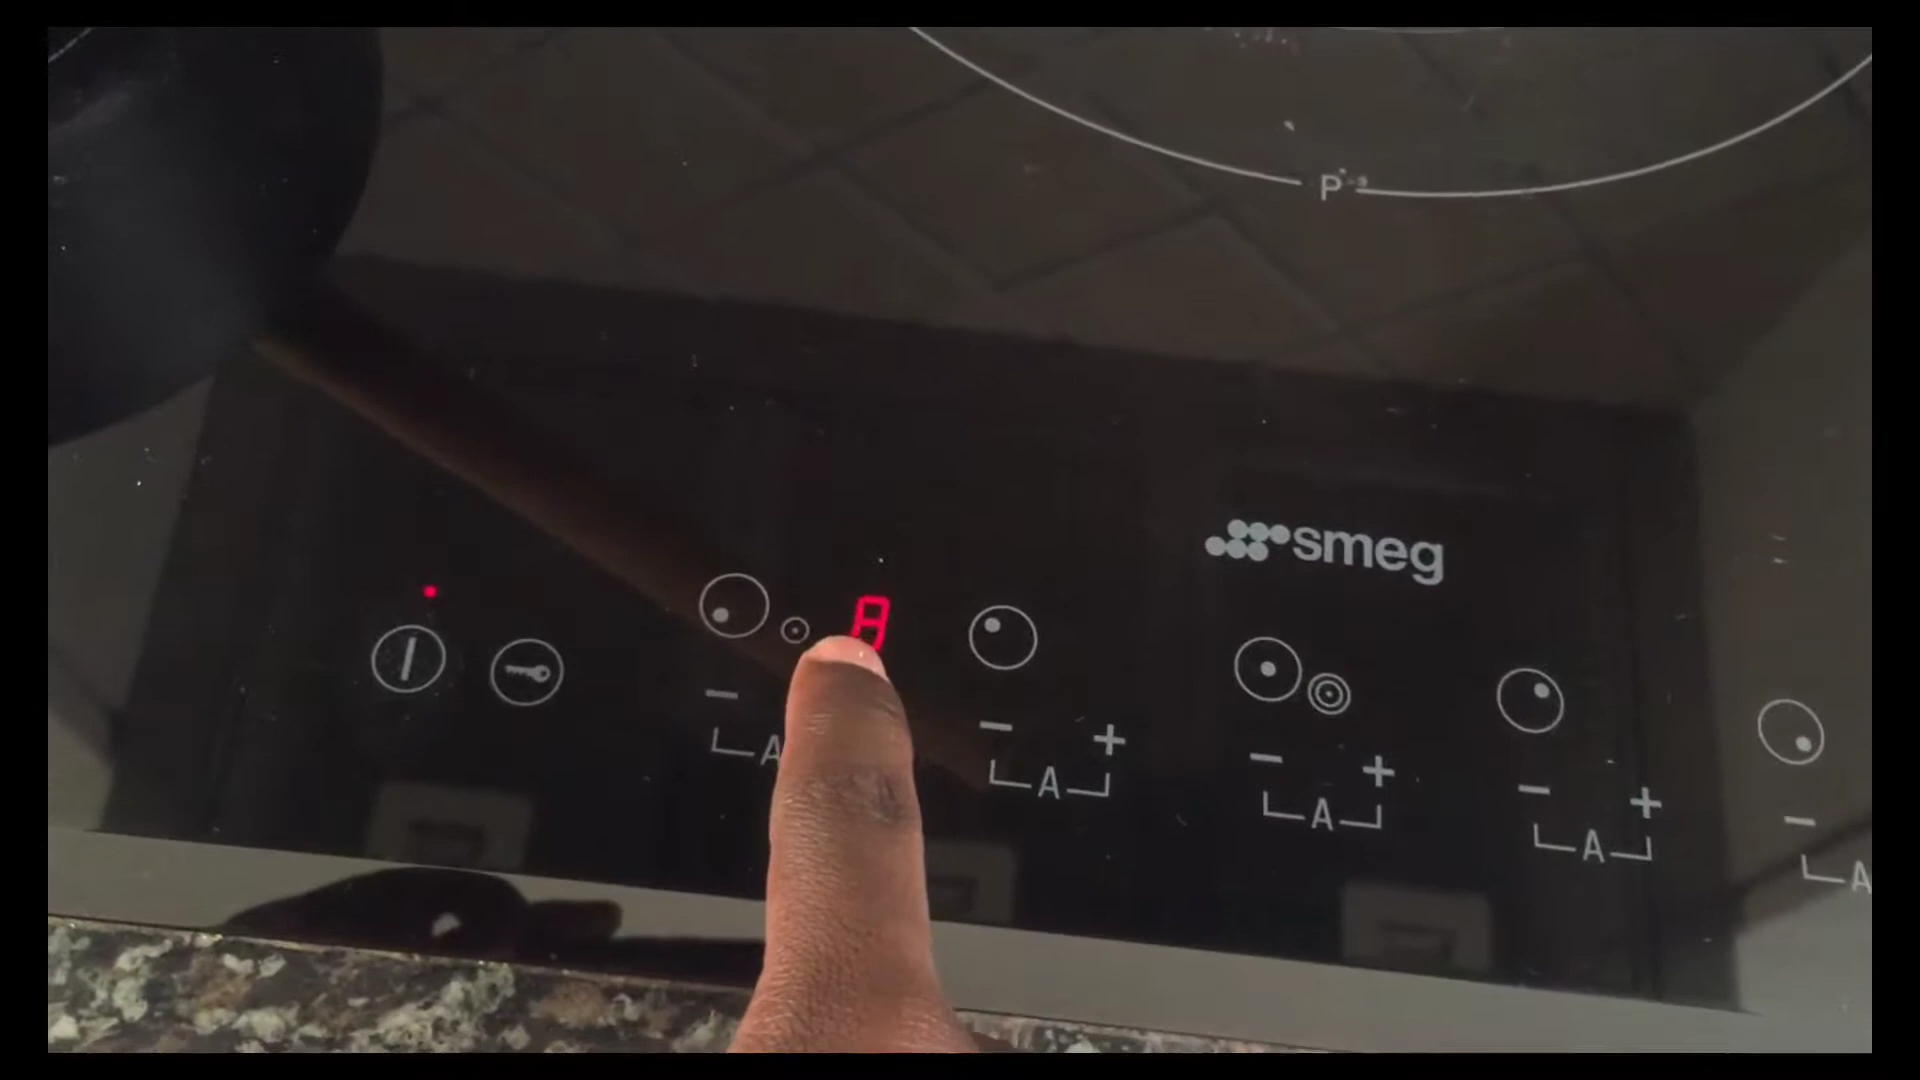 P
smeg
8
- A
- + A
- + A
- + A
- A